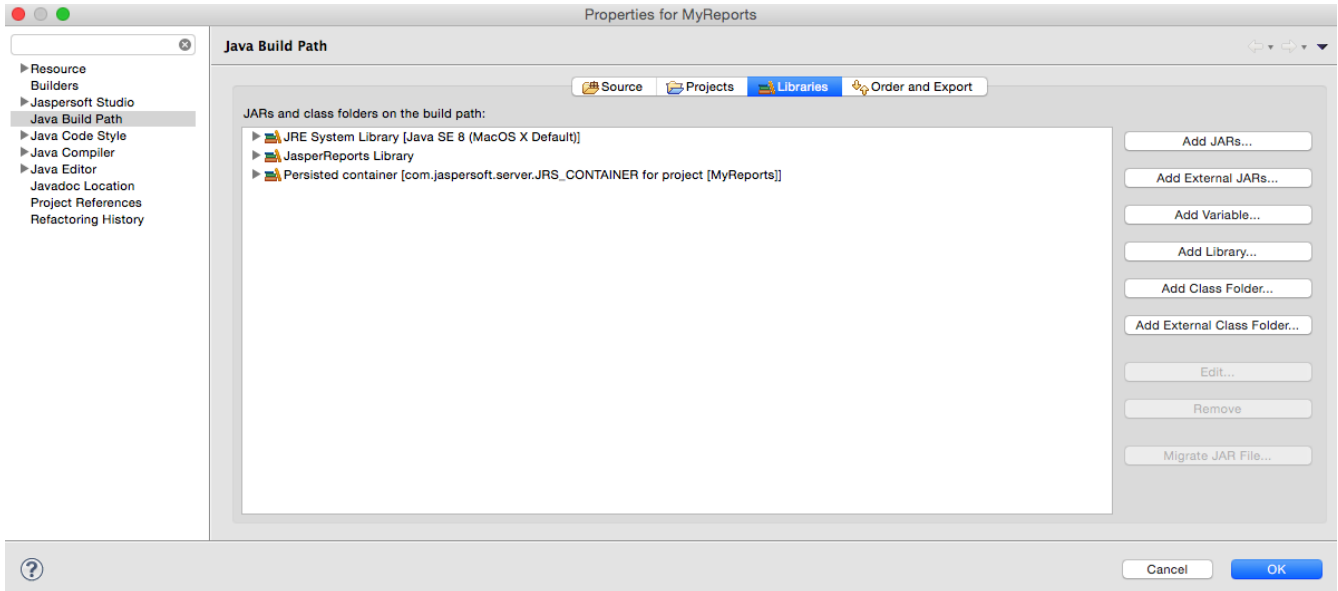 Properties for MyReports
Java Build Path
Resource
Builders
Jaspersoft Studio
Java Build Path
Java Code Style
Java Compiler
Java Editor
Javadoc Location
Project References
Refactoring History
Source Projects Libraries Order and Export
JARs and class folders on the build path:
JRE System Library [Java SE 8 (MacOS X Default)]
JasperReports Library
Persisted container [com.jaspersoft.server.JRS_CONTAINER for project [MyReports]]
Add JARs...
Add External JARs...
Add Variable...
Add Library...
Add Class Folder...
Add External Class Folder...
Edit...
Remove
Migrate JAR File...
?
Cancel OK